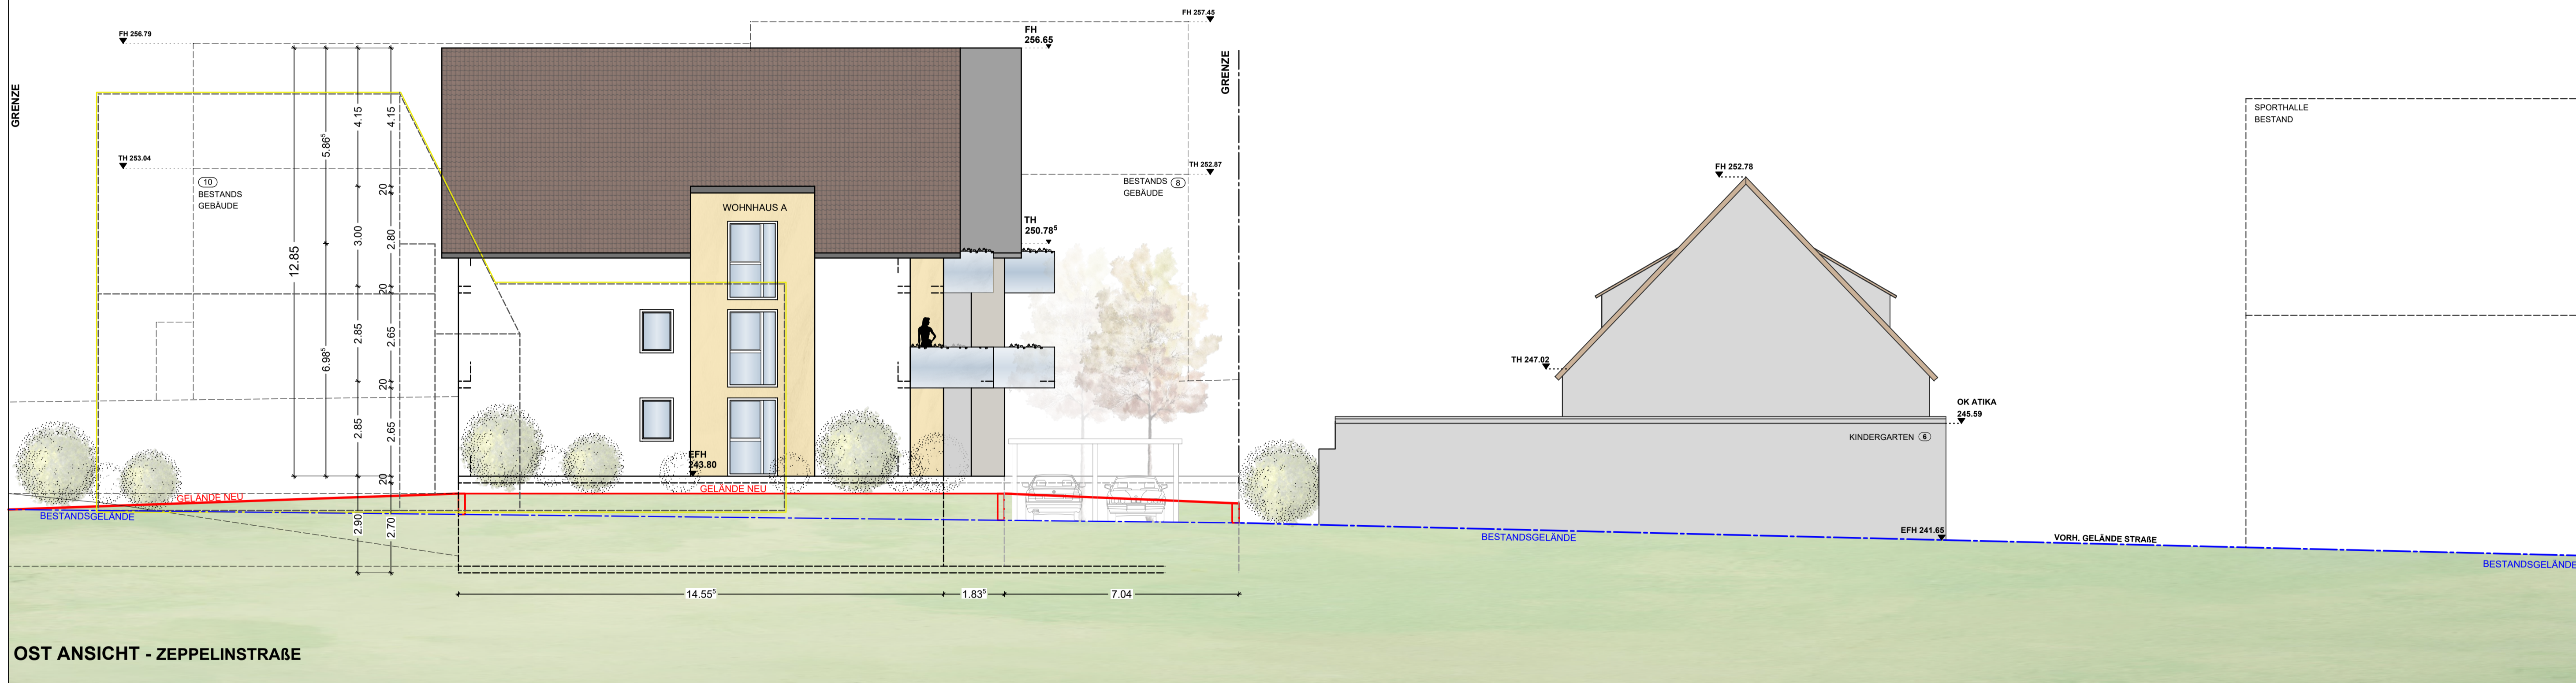 FH 256.79
FH 257.45
FH
256.65
GRENZE
GRENZE
4.15
4.15
5.86⁵
SPORTHALLE
BESTAND
TH 253.04
TH 252.87
FH 252.78
10
BESTANDS
GEBÄUDE
BESTANDS 8
GEBÄUDE
20
WOHNHAUS A
TH
250.78⁵
12.85
3.00
2.80
20
2.85
2.65
6.98⁵
20
TH 247.02
OK ATIKA
245.59
2.85
2.65
KINDERGARTEN 6
EFH
243.80
20
GELÄNDE NEU
GELÄNDE NEU
BESTANDSGELÄNDE
2.90
2.70
EFH 241.65
BESTANDSGELÄNDE
VORH. GELÄNDE STRAßE
BESTANDSGELÄNDE
14.55⁵
1.83⁵
7.04
OST ANSICHT - ZEPPELINSTRAßE